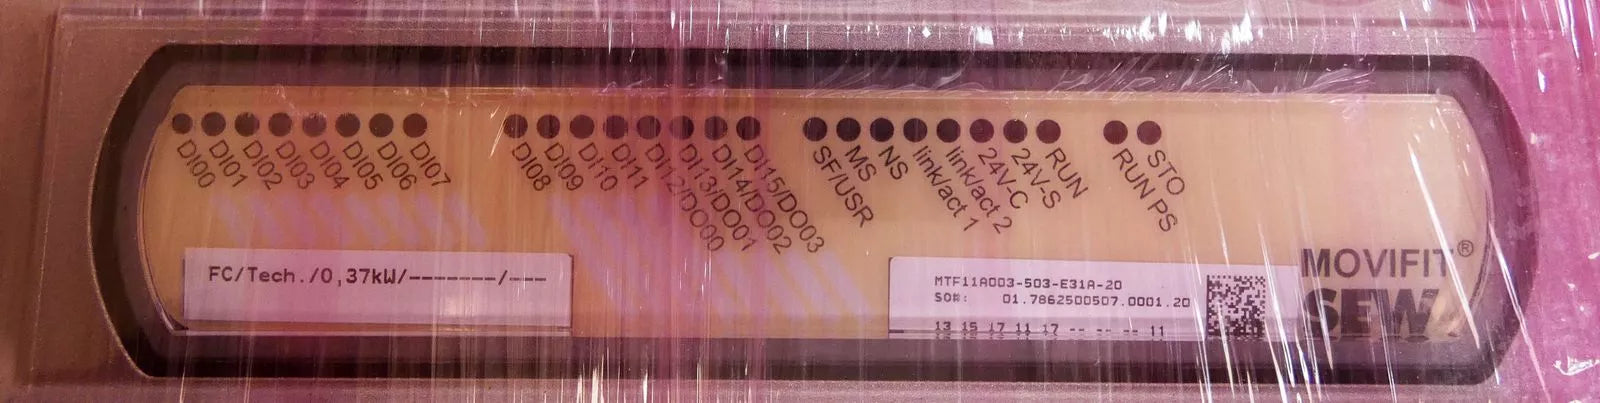 DI00
DI01
DI02
DI03
DI04
DI05
DI06
DI07
DI08
DI09
DI10
DI11
DI12/DO00
DI13/DO01
DI14/DO02
DI15/DO03
SF/USR
MS
NS
link/act 1
link/act 2
24V-C
24V-S
RUN
RUN PS
STO
FC/Tech./0,37kW/-------/---
MTF11A003-503-E31A-20
SO#: 01.7862500507.0001.20
13 15 17 11 17 -- -- -- 11
MOVIFIT®
SEW